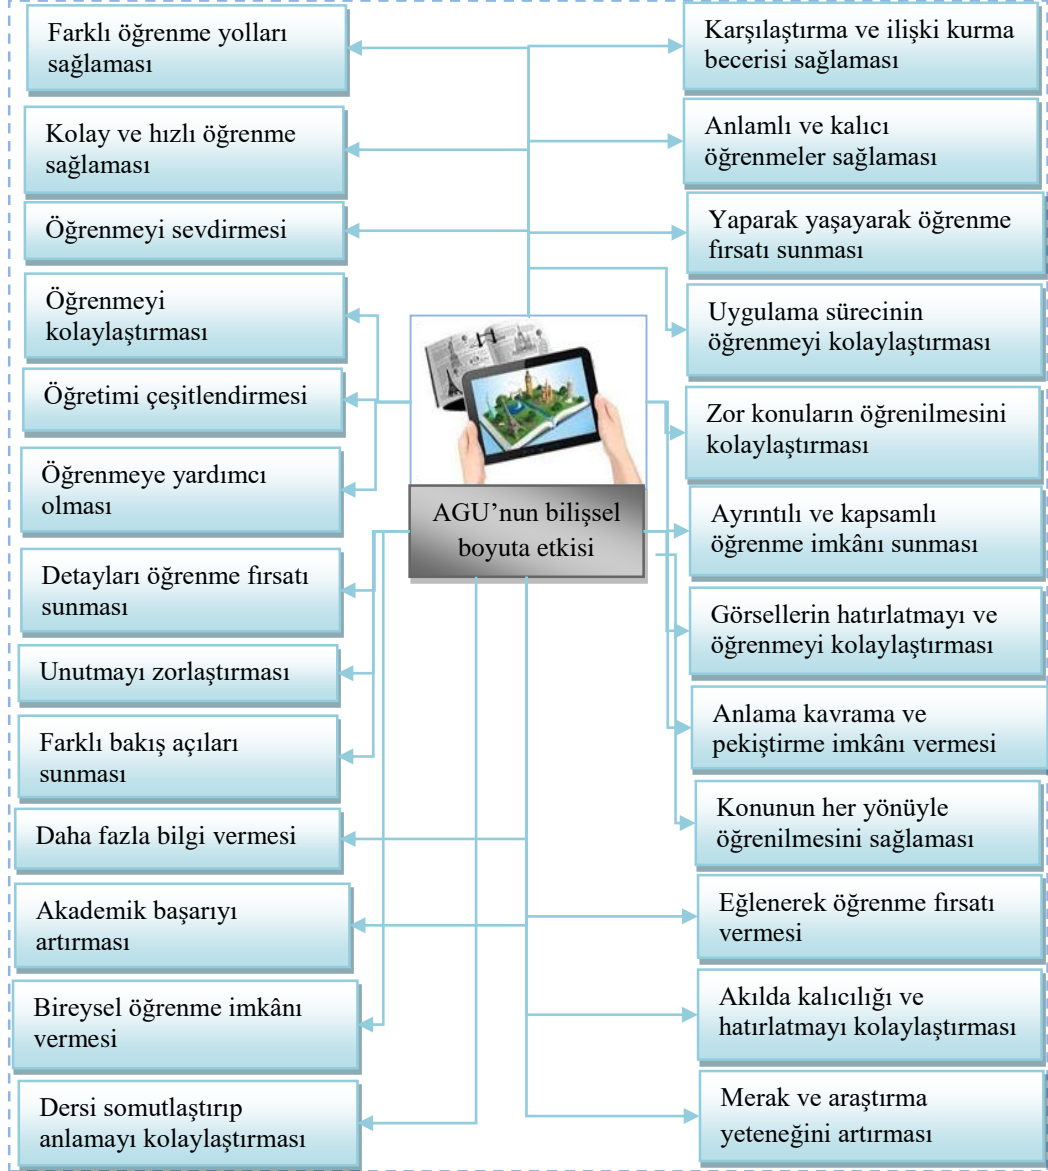 Farklı öğrenme yolları
sağlaması
Kolay ve hızlı öğrenme
sağlaması
Öğrenmeyi sevdirmesi
Öğrenmeyi
kolaylaştırması
Öğretimi çeşitlendirmesi
Öğrenmeye yardımcı
olması
Detayları öğrenme fırsatı
sunması
Unutmayı zorlaştırması
Farklı bakış açıları
sunması
Daha fazla bilgi vermesi
Akademik başarıyı
artırması
Bireysel öğrenme imkânı
vermesi
Dersi somutlaştırıp
anlamayı kolaylaştırması
AGU’nun bilişsel
boyuta etkisi
Karşılaştırma ve ilişki kurma
becerisi sağlaması
Anlamlı ve kalıcı
öğrenmeler sağlaması
Yaparak yaşayarak öğrenme
fırsatı sunması
Uygulama sürecinin
öğrenmeyi kolaylaştırması
Zor konuların öğrenilmesini
kolaylaştırması
Ayrıntılı ve kapsamlı
öğrenme imkânı sunması
Görsellerin hatırlatmayı ve
öğrenmeyi kolaylaştırması
Anlama kavrama ve
pekiştirme imkânı vermesi
Konunun her yönüyle
öğrenilmesini sağlaması
Eğlenerek öğrenme fırsatı
vermesi
Akılda kalıcılığı ve
hatırlatmayı kolaylaştırması
Merak ve araştırma
yeteneğini artırması